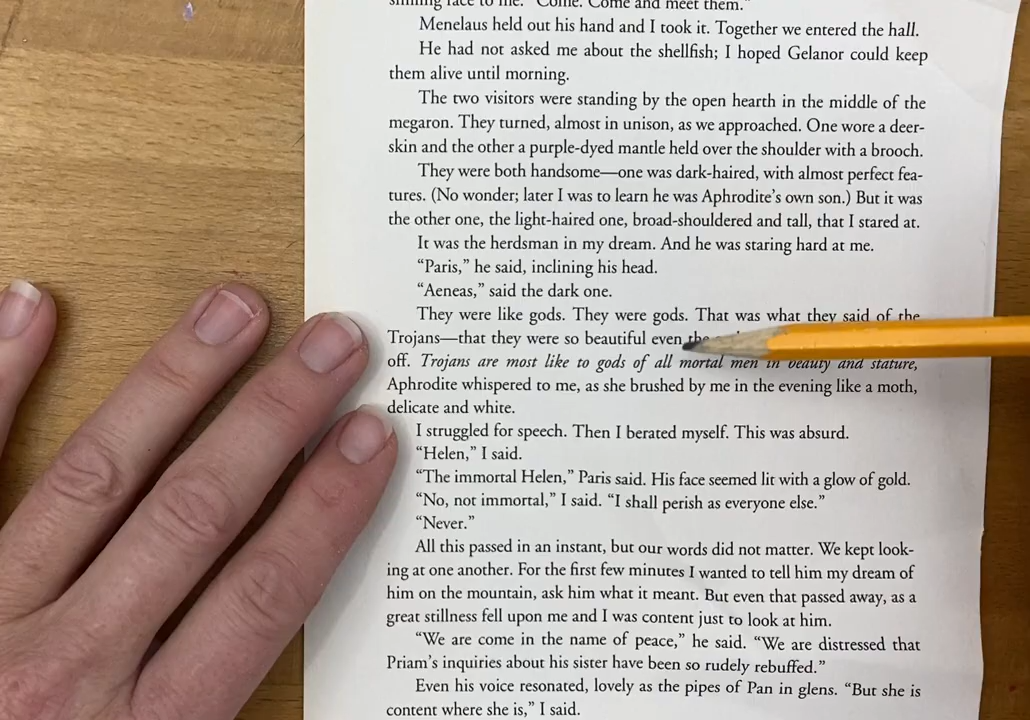 smiling face to me. "Come. Come and meet them."
Menelaus held out his hand and I took it. Together we entered the hall.
He had not asked me about the shellfish; I hoped Gelanor could keep
them alive until morning.
The two visitors were standing by the open hearth in the middle of the
megaron. They turned, almost in unison, as we approached. One wore a deer-
skin and the other a purple-dyed mantle held over the shoulder with a brooch.
They were both handsome—one was dark-haired, with almost perfect fea-
tures. (No wonder; later I was to learn he was Aphrodite's own son.) But it was
the other one, the light-haired one, broad-shouldered and tall, that I stared at.
It was the herdsman in my dream. And he was staring hard at me.
"Paris," he said, inclining his head.
"Aeneas," said the dark one.
They were like gods. They were gods. That was what they said of the
Trojans—that they were so beautiful even the
off. Trojans are most like to gods of all mortal men in beauty and stature,
Aphrodite whispered to me, as she brushed by me in the evening like a moth,
delicate and white.
I struggled for speech. Then I berated myself. This was absurd.
"Helen," I said.
"The immortal Helen," Paris said. His face seemed lit with a glow of gold.
"No, not immortal," I said. "I shall perish as everyone else."
"Never."
All this passed in an instant, but our words did not matter. We kept look-
ing at one another. For the first few minutes I wanted to tell him my dream of
him on the mountain, ask him what it meant. But even that passed away, as a
great stillness fell upon me and I was content just to look at him.
"We are come in the name of peace," he said. "We are distressed that
Priam's inquiries about his sister have been so rudely rebuffed."
Even his voice resonated, lovely as the pipes of Pan in glens. "But she is
content where she is," I said.